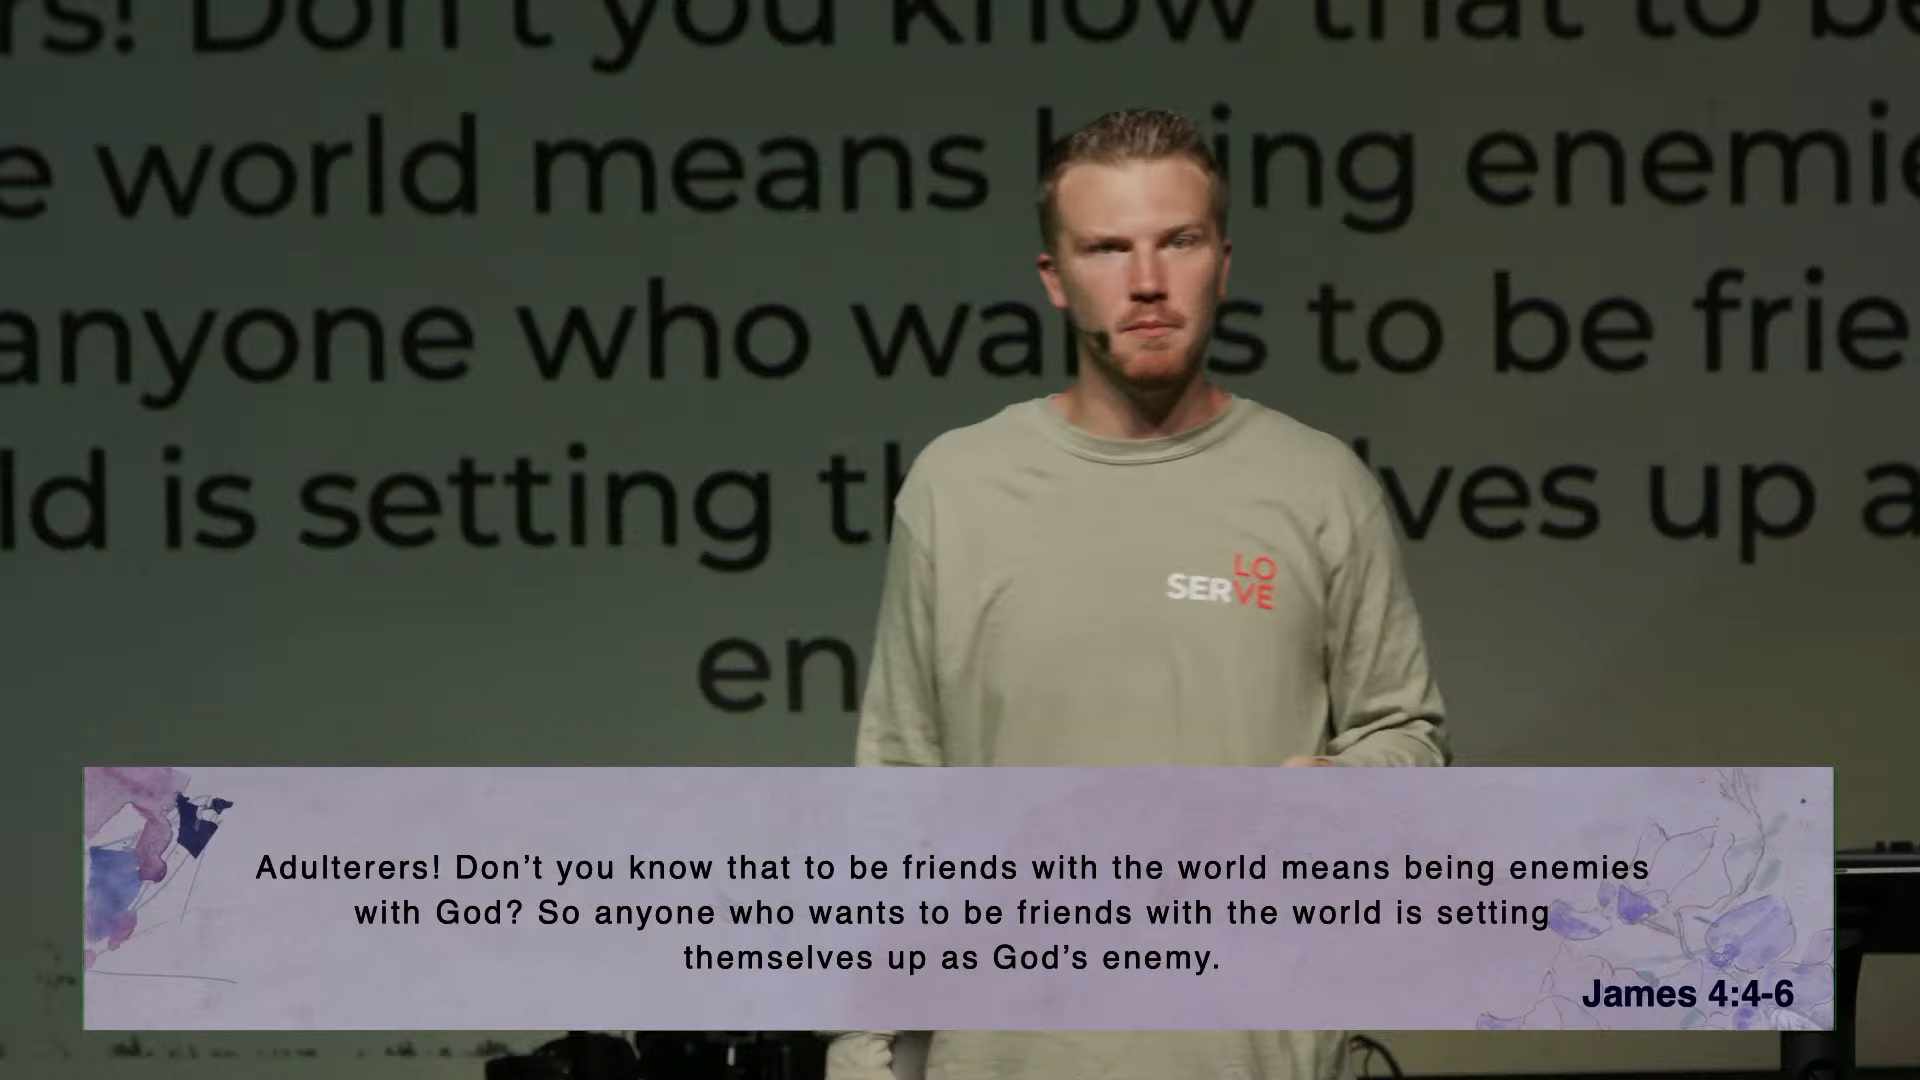 rs! Don't you know that to be
e world means being enemie
anyone who wants to be frie
ld is setting th lves up a
en
SER
LO
VE
Adulterers! Don’t you know that to be friends with the world means being enemies
with God? So anyone who wants to be friends with the world is setting
themselves up as God’s enemy.
James 4:4-6